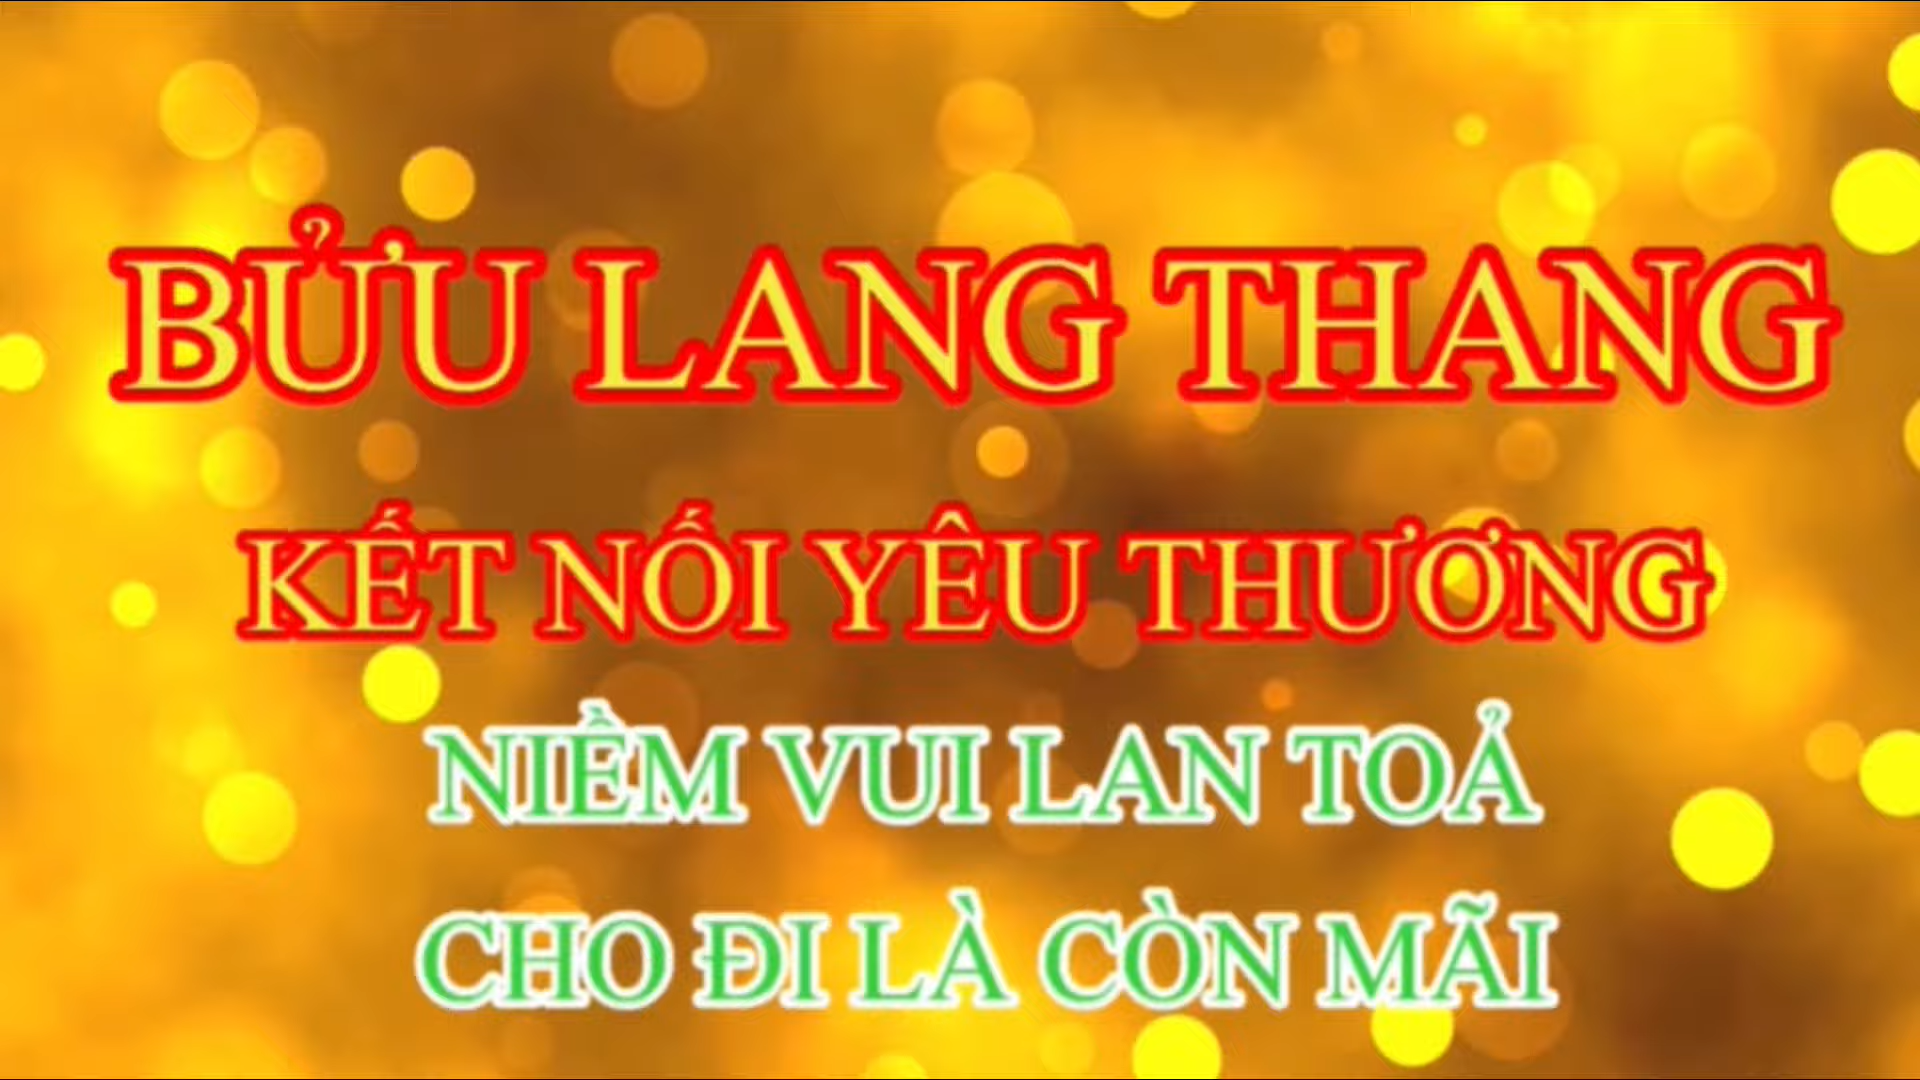 BỬU LANG THANG
KẾT NỐI YÊU THƯƠNG
NIỀM VUI LAN TOẢ
CHO ĐI LÀ CÒN MÃI